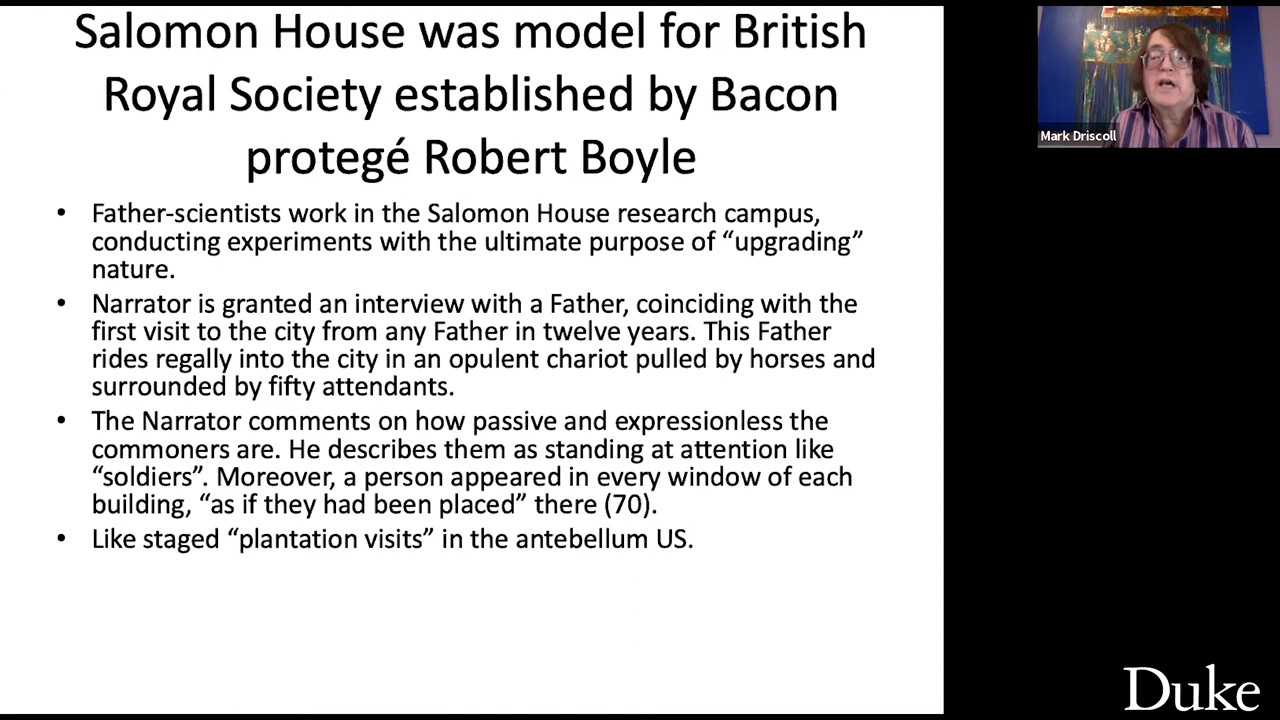 Salomon House was model for British
Royal Society established by Bacon
protegé Robert Boyle
• Father-scientists work in the Salomon House research campus,
conducting experiments with the ultimate purpose of “upgrading”
nature.
• Narrator is granted an interview with a Father, coinciding with the
first visit to the city from any Father in twelve years. This Father
rides regally into the city in an opulent chariot pulled by horses and
surrounded by fifty attendants.
• The Narrator comments on how passive and expressionless the
commoners are. He describes them as standing at attention like
“soldiers”. Moreover, a person appeared in every window of each
building, “as if they had been placed” there (70).
• Like staged “plantation visits” in the antebellum US.
Mark Driscoll
Duke